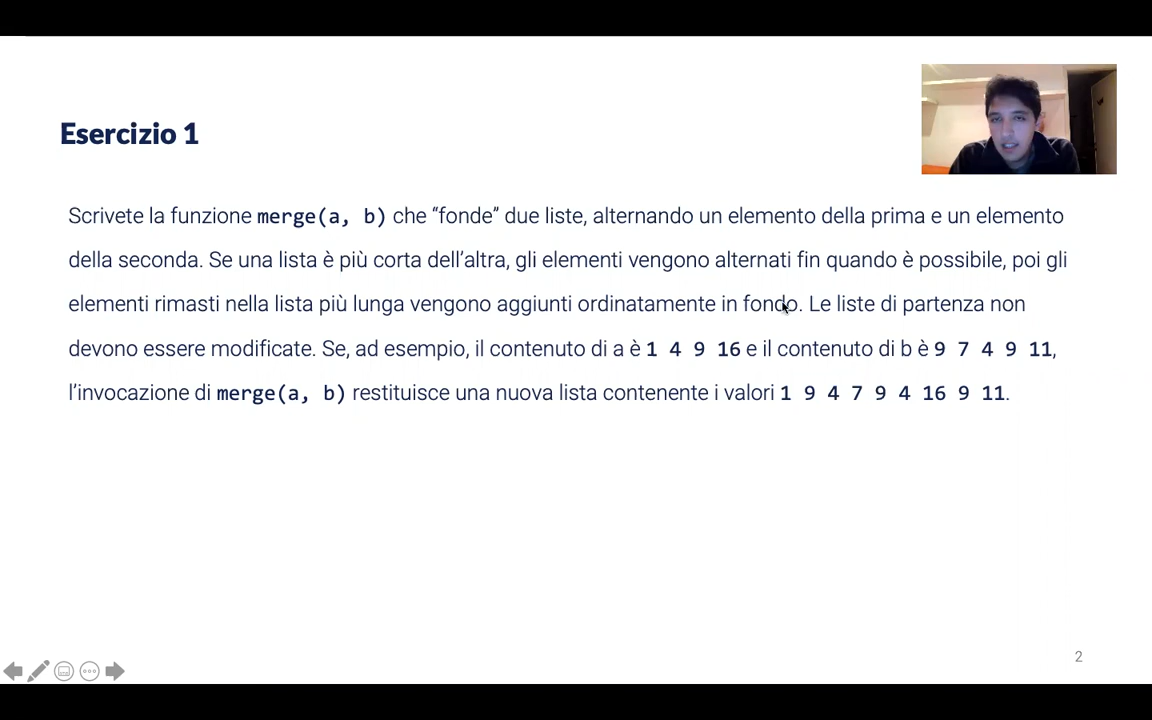 Esercizio 1
Scrivete la funzione merge(a, b) che “fonde” due liste, alternando un elemento della prima e un elemento
della seconda. Se una lista è più corta dell’altra, gli elementi vengono alternati fin quando è possibile, poi gli
elementi rimasti nella lista più lunga vengono aggiunti ordinatamente in fondo. Le liste di partenza non
devono essere modificate. Se, ad esempio, il contenuto di a è 1 4 9 16 e il contenuto di b è 9 7 4 9 11,
l’invocazione di merge(a, b) restituisce una nuova lista contenente i valori 1 9 4 7 9 4 16 9 11.
2